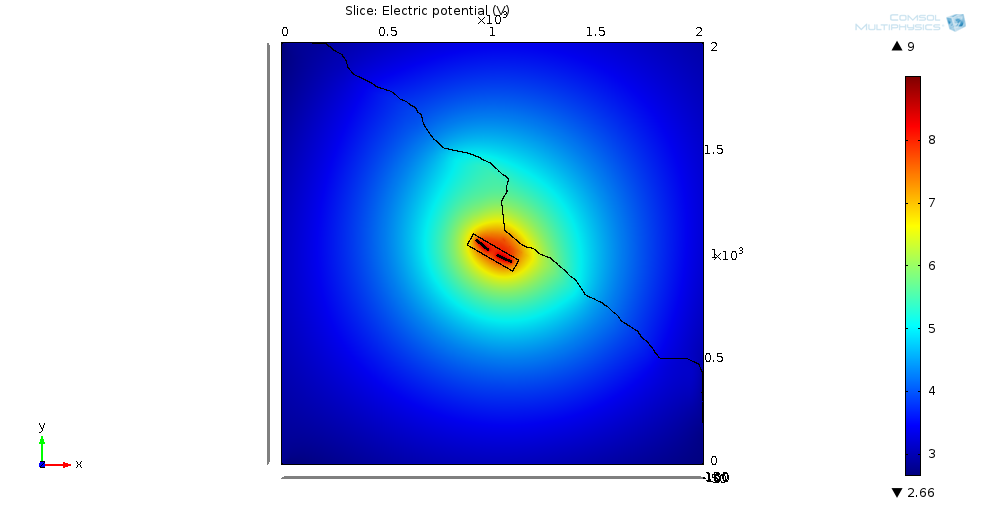 Slice: Electric potential (V)
×10³
0 0.5 1 1.5 2
COMSOL
MULTIPHYSICS
2
▲ 9
8
1.5
7
1
×10³
6
5
0.5
4
y
3
0
x
▼ 2.66